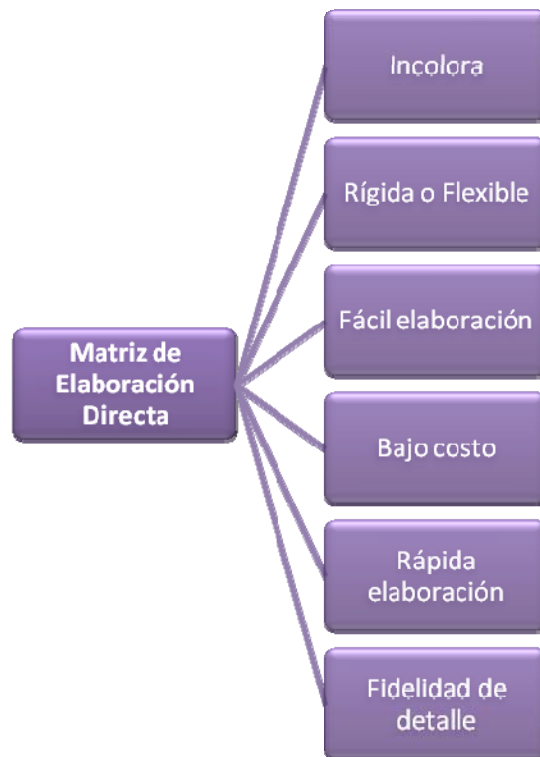 Incolora
Rígida o Flexible
Fácil elaboración
Matriz de
Elaboración
Directa
Bajo costo
Rápida
elaboración
Fidelidad de
detalle